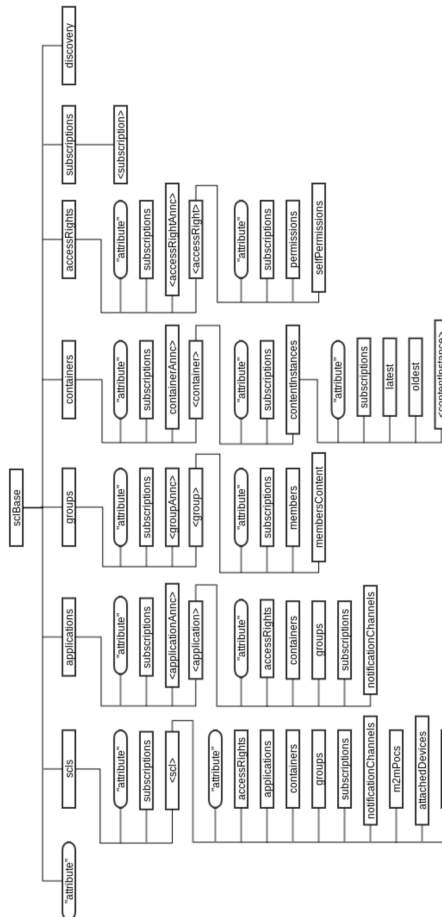 sclBase
"attribute"
scls
"attribute"
subscriptions
<scl>
"attribute"
accessRights
applications
containers
groups
subscriptions
notificationChannels
m2mPocs
attachedDevices
applications
"attribute"
subscriptions
<applicationAnnc>
<application>
"attribute"
accessRights
containers
groups
subscriptions
notificationChannels
groups
"attribute"
subscriptions
<groupAnnc>
<group>
"attribute"
subscriptions
members
membersContent
containers
"attribute"
subscriptions
containerAnnc>
<container>
"attribute"
subscriptions
contentInstances
"attribute"
subscriptions
latest
oldest
<contentInstance>
accessRights
"attribute"
subscriptions
<accessRightAnnc>
<accessRight>
"attribute"
subscriptions
permissions
selfPermissions
subscriptions
<subscription>
discovery